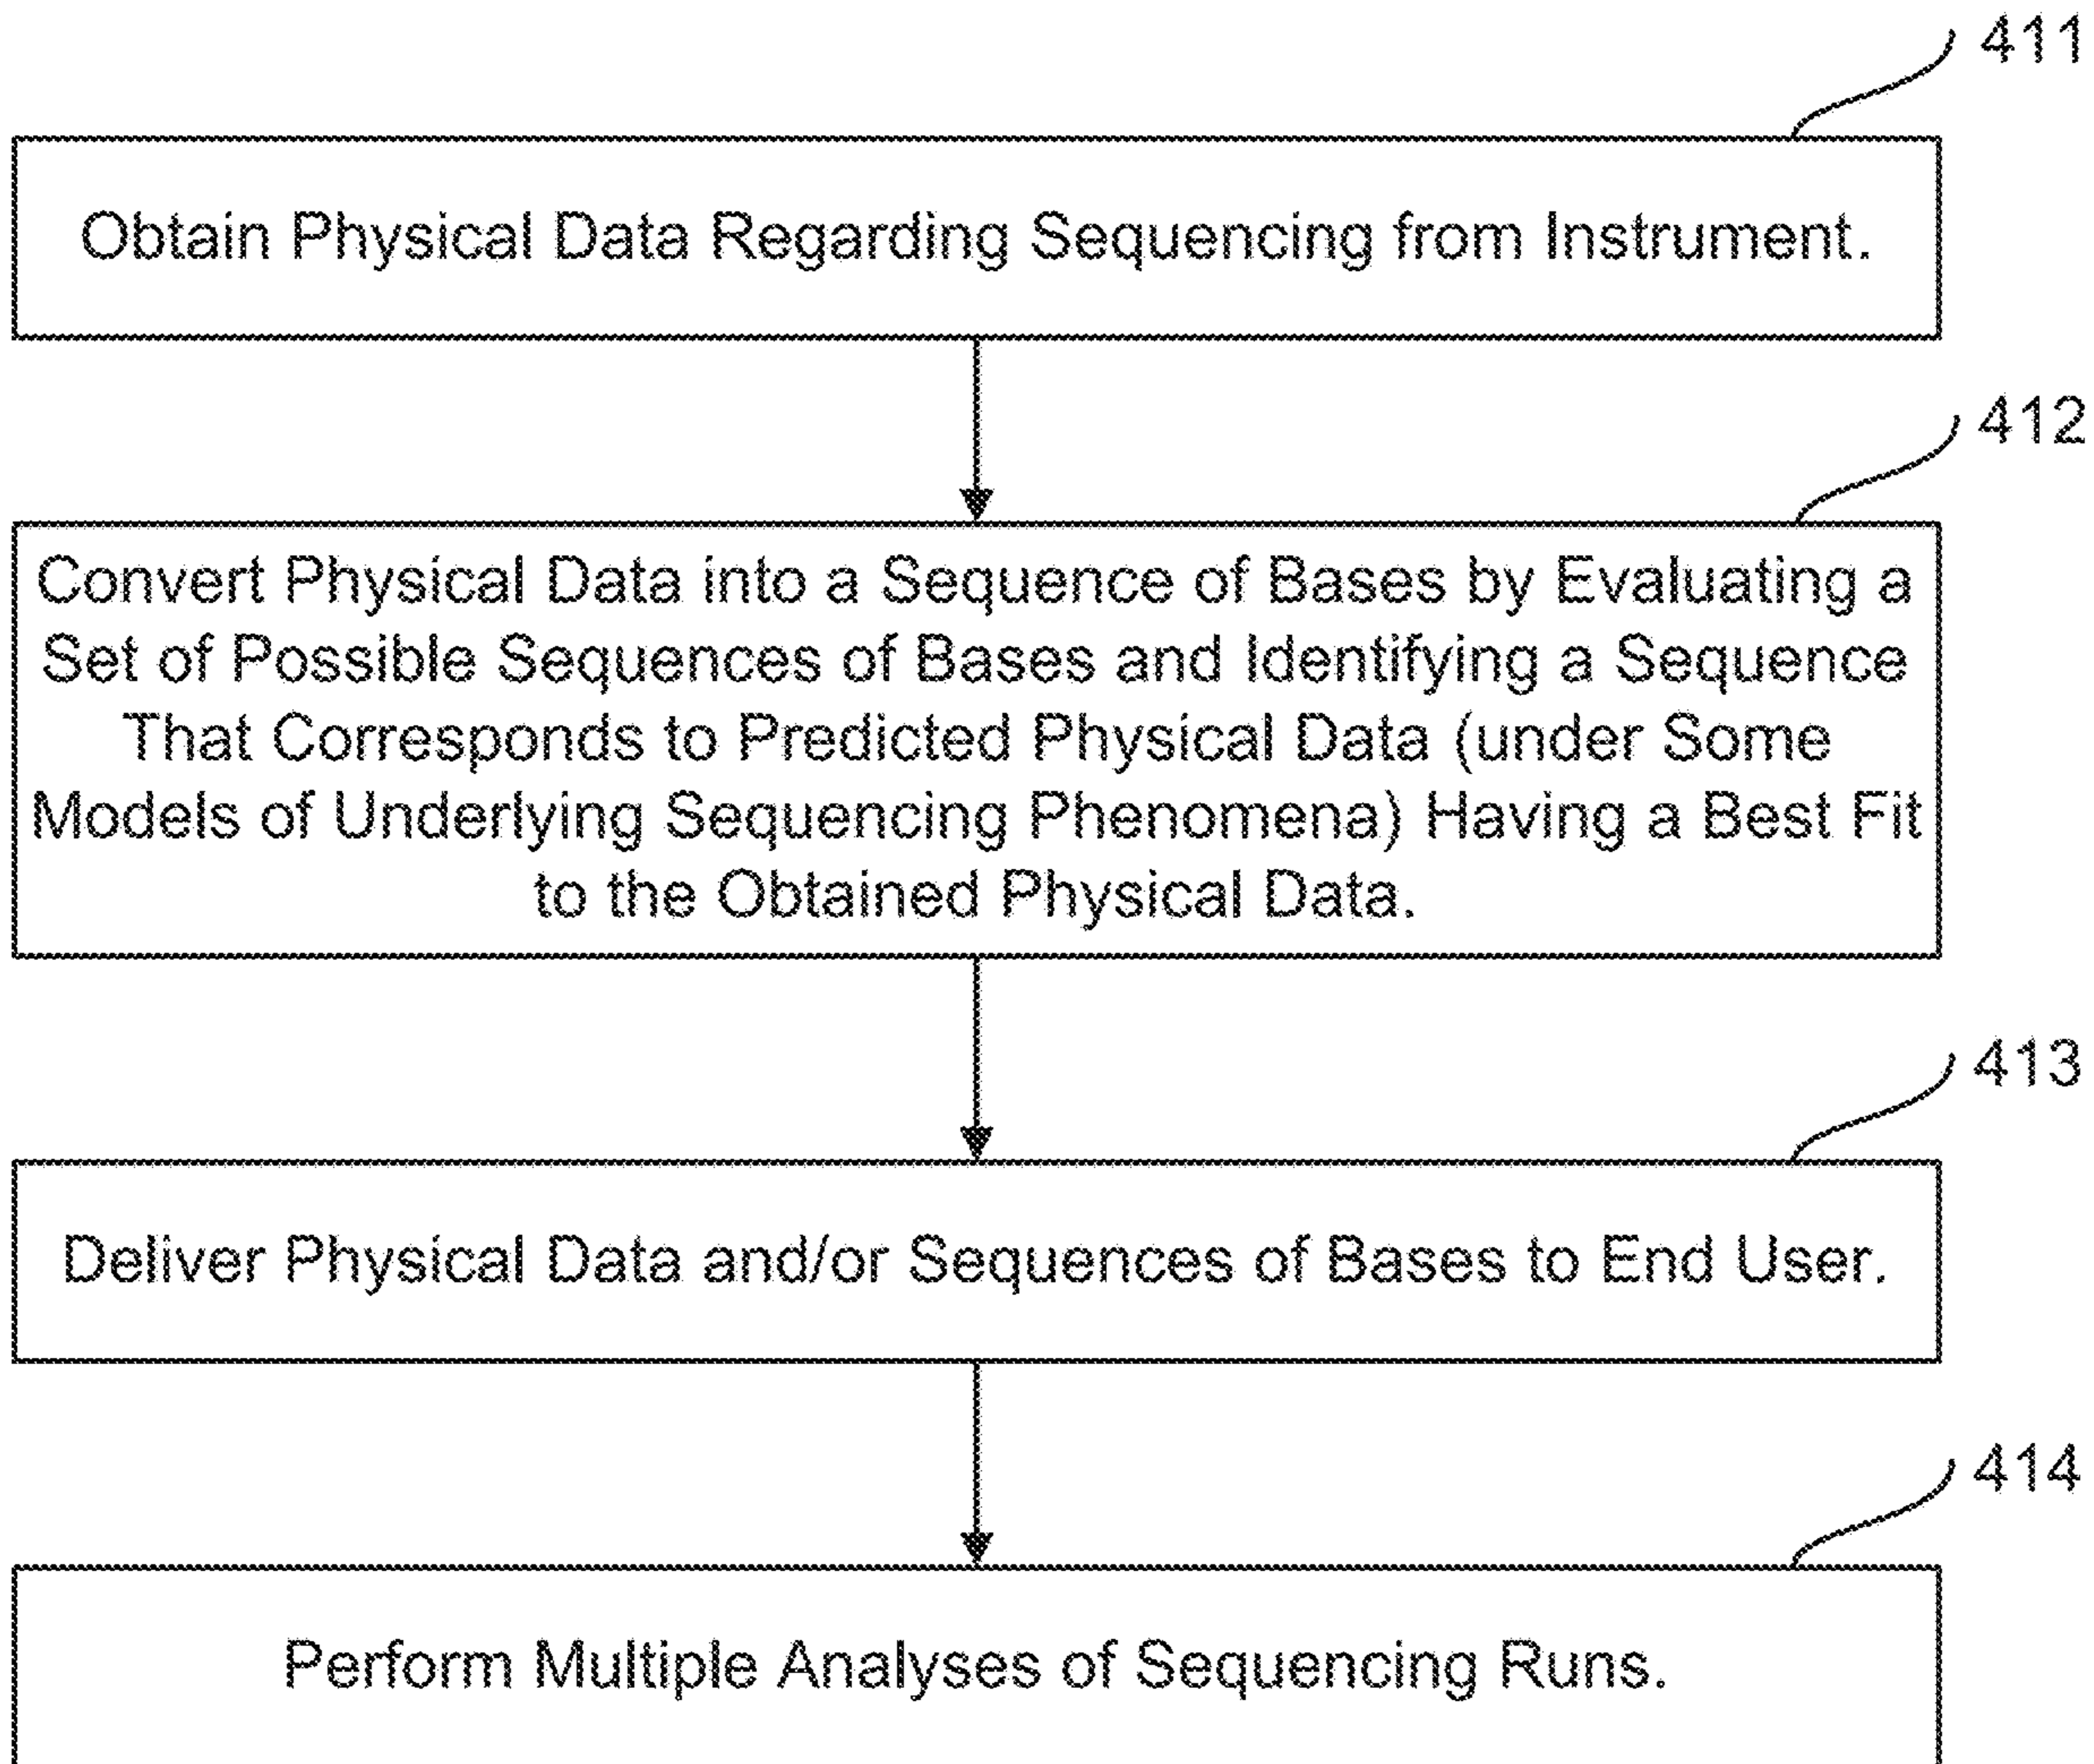 411
Obtain Physical Data Regarding Sequencing from Instrument.
412
Convert Physical Data into a Sequence of Bases by Evaluating a
Set of Possible Sequences of Bases and Identifying a Sequence
That Corresponds to Predicted Physical Data (under Some
Models of Underlying Sequencing Phenomena) Having a Best Fit
to the Obtained Physical Data.
413
Deliver Physical Data and/or Sequences of Bases to End User.
414
Perform Multiple Analyses of Sequencing Runs.